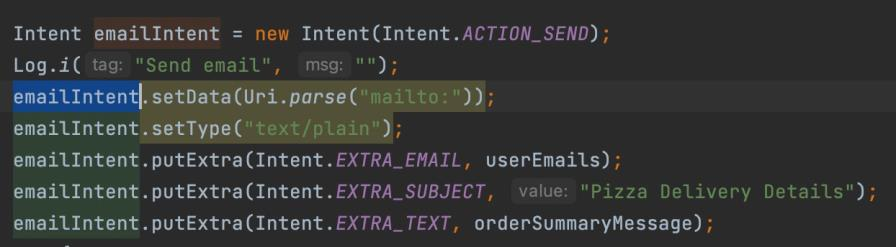 Intent emailIntent = new Intent(Intent.ACTION_SEND);
Log.i( tag: "Send email", msg: "");
emailIntent.setData(Uri.parse("mailto:"));
emailIntent.setType("text/plain");
emailIntent.putExtra(Intent.EXTRA_EMAIL, userEmails);
emailIntent.putExtra(Intent.EXTRA_SUBJECT, value: "Pizza Delivery Details");
emailIntent.putExtra(Intent.EXTRA_TEXT, orderSummaryMessage);